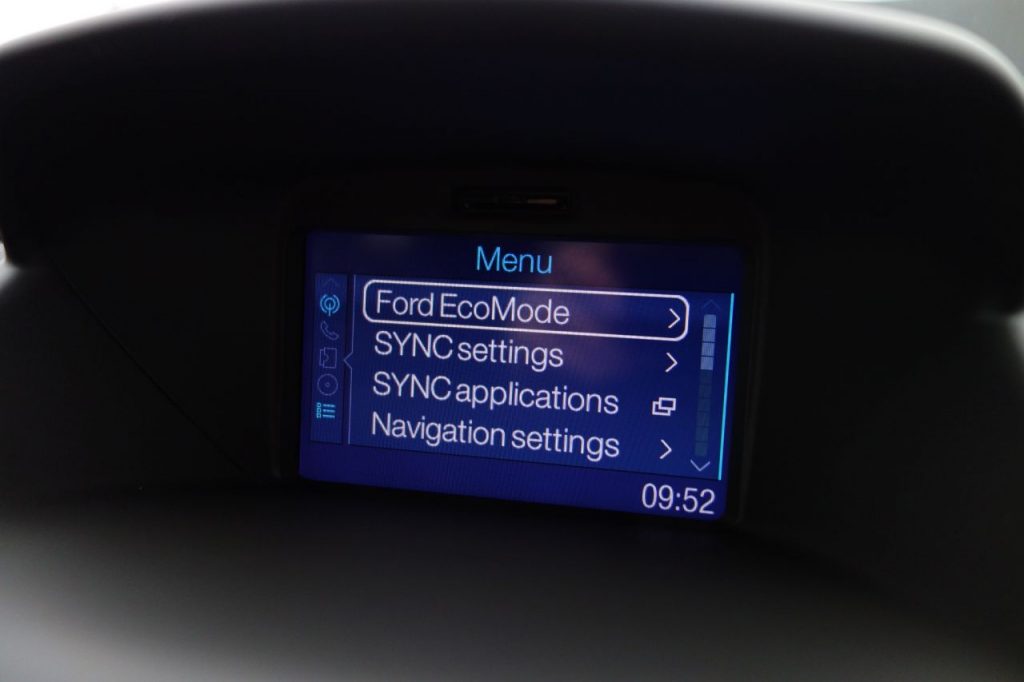 Menu
Ford EcoMode
SYNC settings
SYNC applications
Navigation settings
09:52